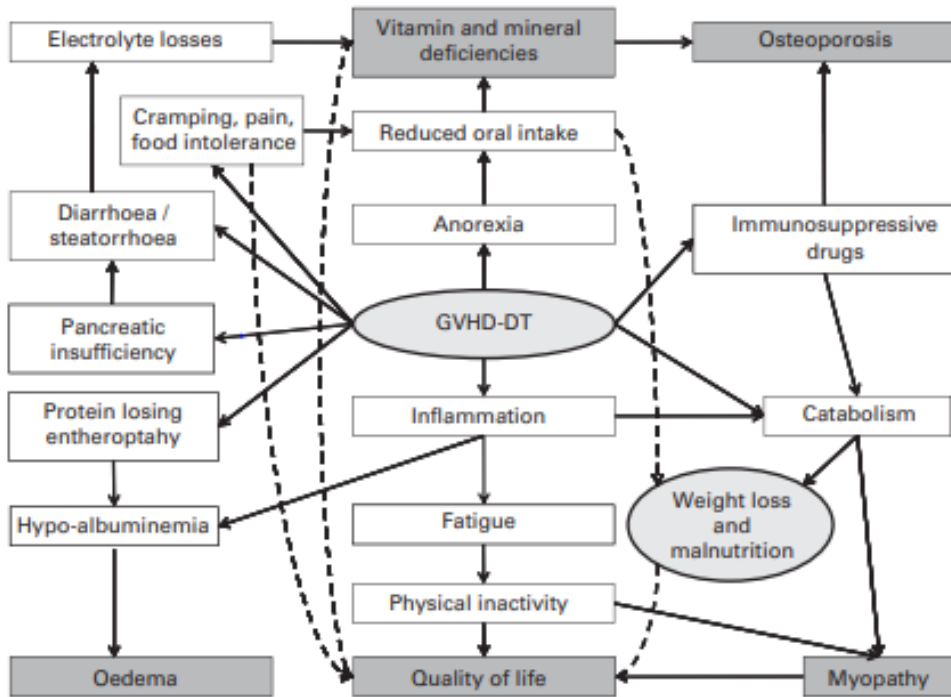 Electrolyte losses
Vitamin and mineral
deficiencies
Osteoporosis
Cramping, pain,
food intolerance
Reduced oral intake
Diarrhoea /
steatorrhoea
Anorexia
Immunosuppressive
drugs
GVHD-DT
Pancreatic
insufficiency
Protein losing
entheroptahy
Inflammation
Catabolism
Hypo-albuminemia
Fatigue
Weight loss
and
malnutrition
Physical inactivity
Oedema
Quality of life
Myopathy